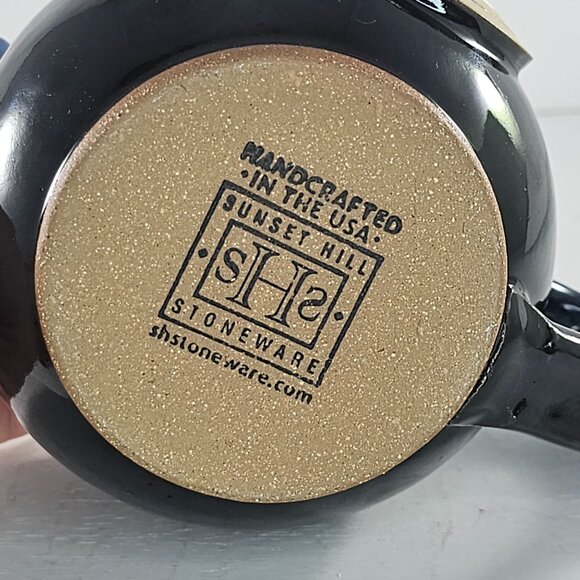 HANDCRAFTED
•IN THE USA•
SUNSET HILL
SHS
STONEWARE
shstoneware.com